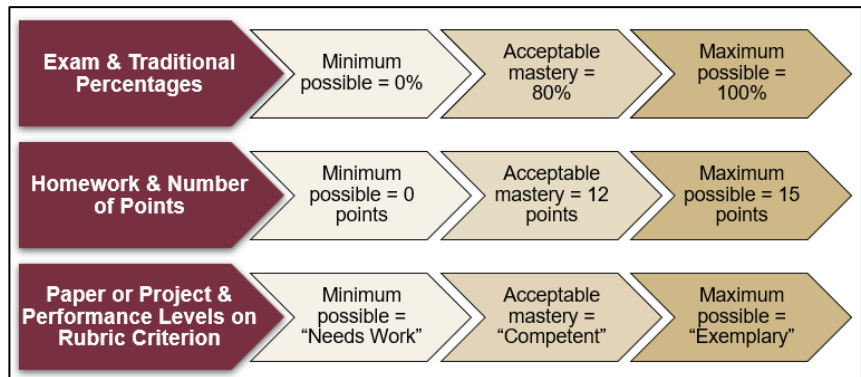 Exam & Traditional
Percentages
Minimum
possible = 0%
Acceptable
mastery =
80%
Maximum
possible =
100%
Homework & Number
of Points
Minimum
possible = 0
points
Acceptable
mastery = 12
points
Maximum
possible = 15
points
Paper or Project &
Performance Levels on
Rubric Criterion
Minimum
possible =
“Needs Work”
Acceptable
mastery =
“Competent”
Maximum
possible =
“Exemplary”